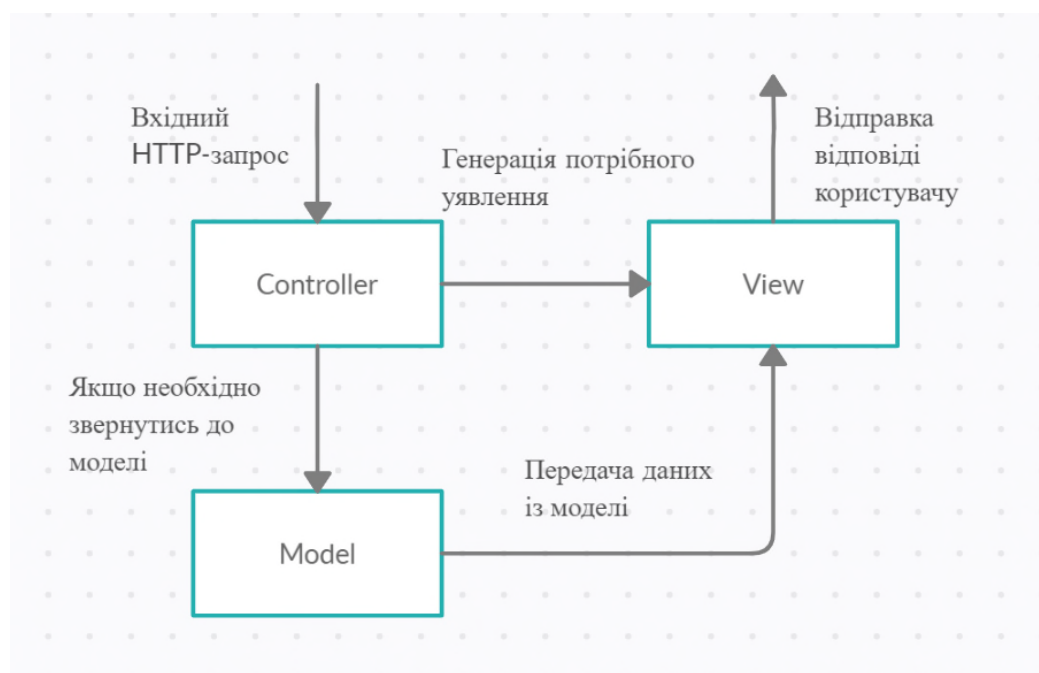 Вхідний
HTTP-запрос
Генерація потрібного
уявлення
Відправка
відповіді
користувачу
Controller
View
Якщо необхідно
звернутись до
моделі
Передача даних
із моделі
Model